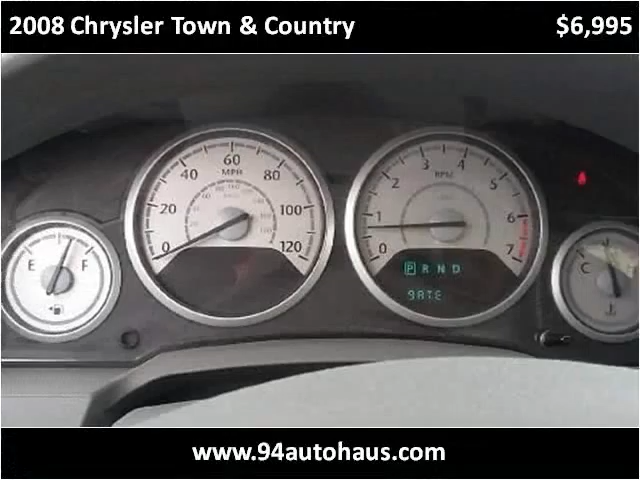 2008 Chrysler Town & Country $6,995
0 20 40 60 80 100 120
MPH
0 1 2 3 4 5 6 7
RPM
E F
C
P R N D
GATE
www.94autohaus.com